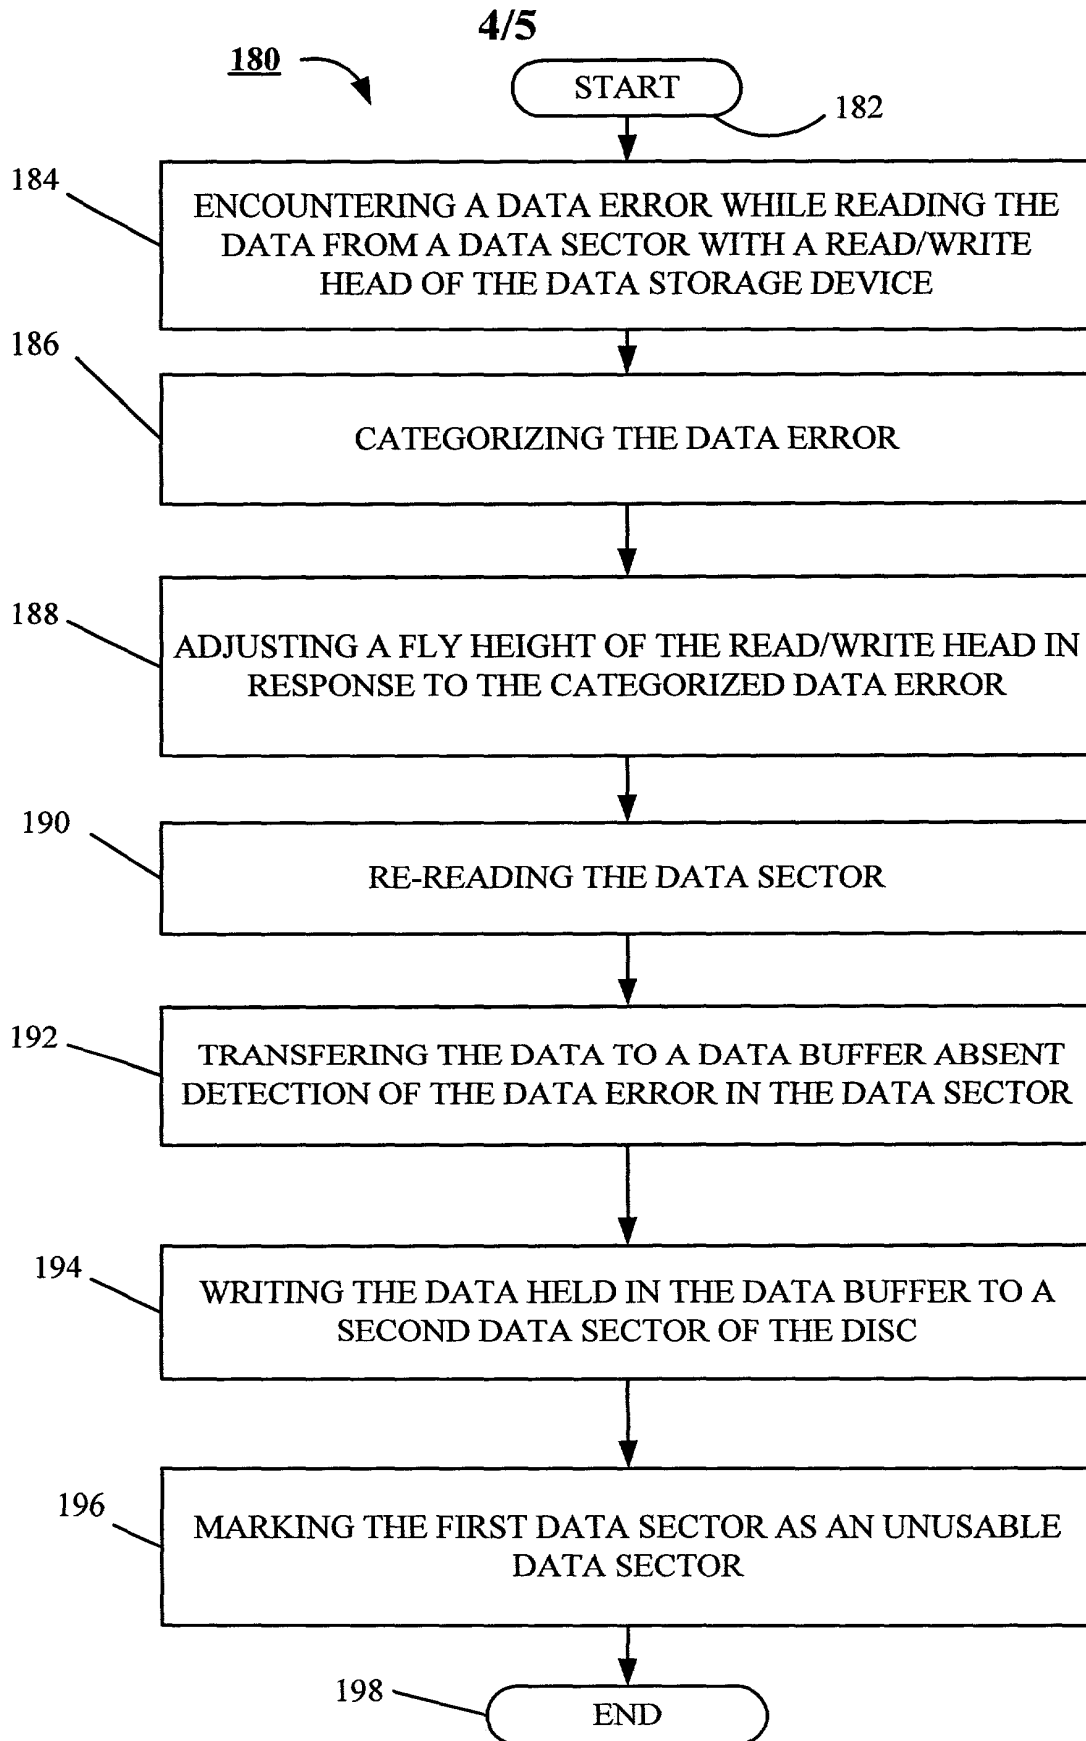 4/5
180
START
182
184
ENCOUNTERING A DATA ERROR WHILE READING THE
DATA FROM A DATA SECTOR WITH A READ/WRITE
HEAD OF THE DATA STORAGE DEVICE
186
CATEGORIZING THE DATA ERROR
188
ADJUSTING A FLY HEIGHT OF THE READ/WRITE HEAD IN
RESPONSE TO THE CATEGORIZED DATA ERROR
190
RE-READING THE DATA SECTOR
192
TRANSFERING THE DATA TO A DATA BUFFER ABSENT
DETECTION OF THE DATA ERROR IN THE DATA SECTOR
194
WRITING THE DATA HELD IN THE DATA BUFFER TO A
SECOND DATA SECTOR OF THE DISC
196
MARKING THE FIRST DATA SECTOR AS AN UNUSABLE
DATA SECTOR
198
END